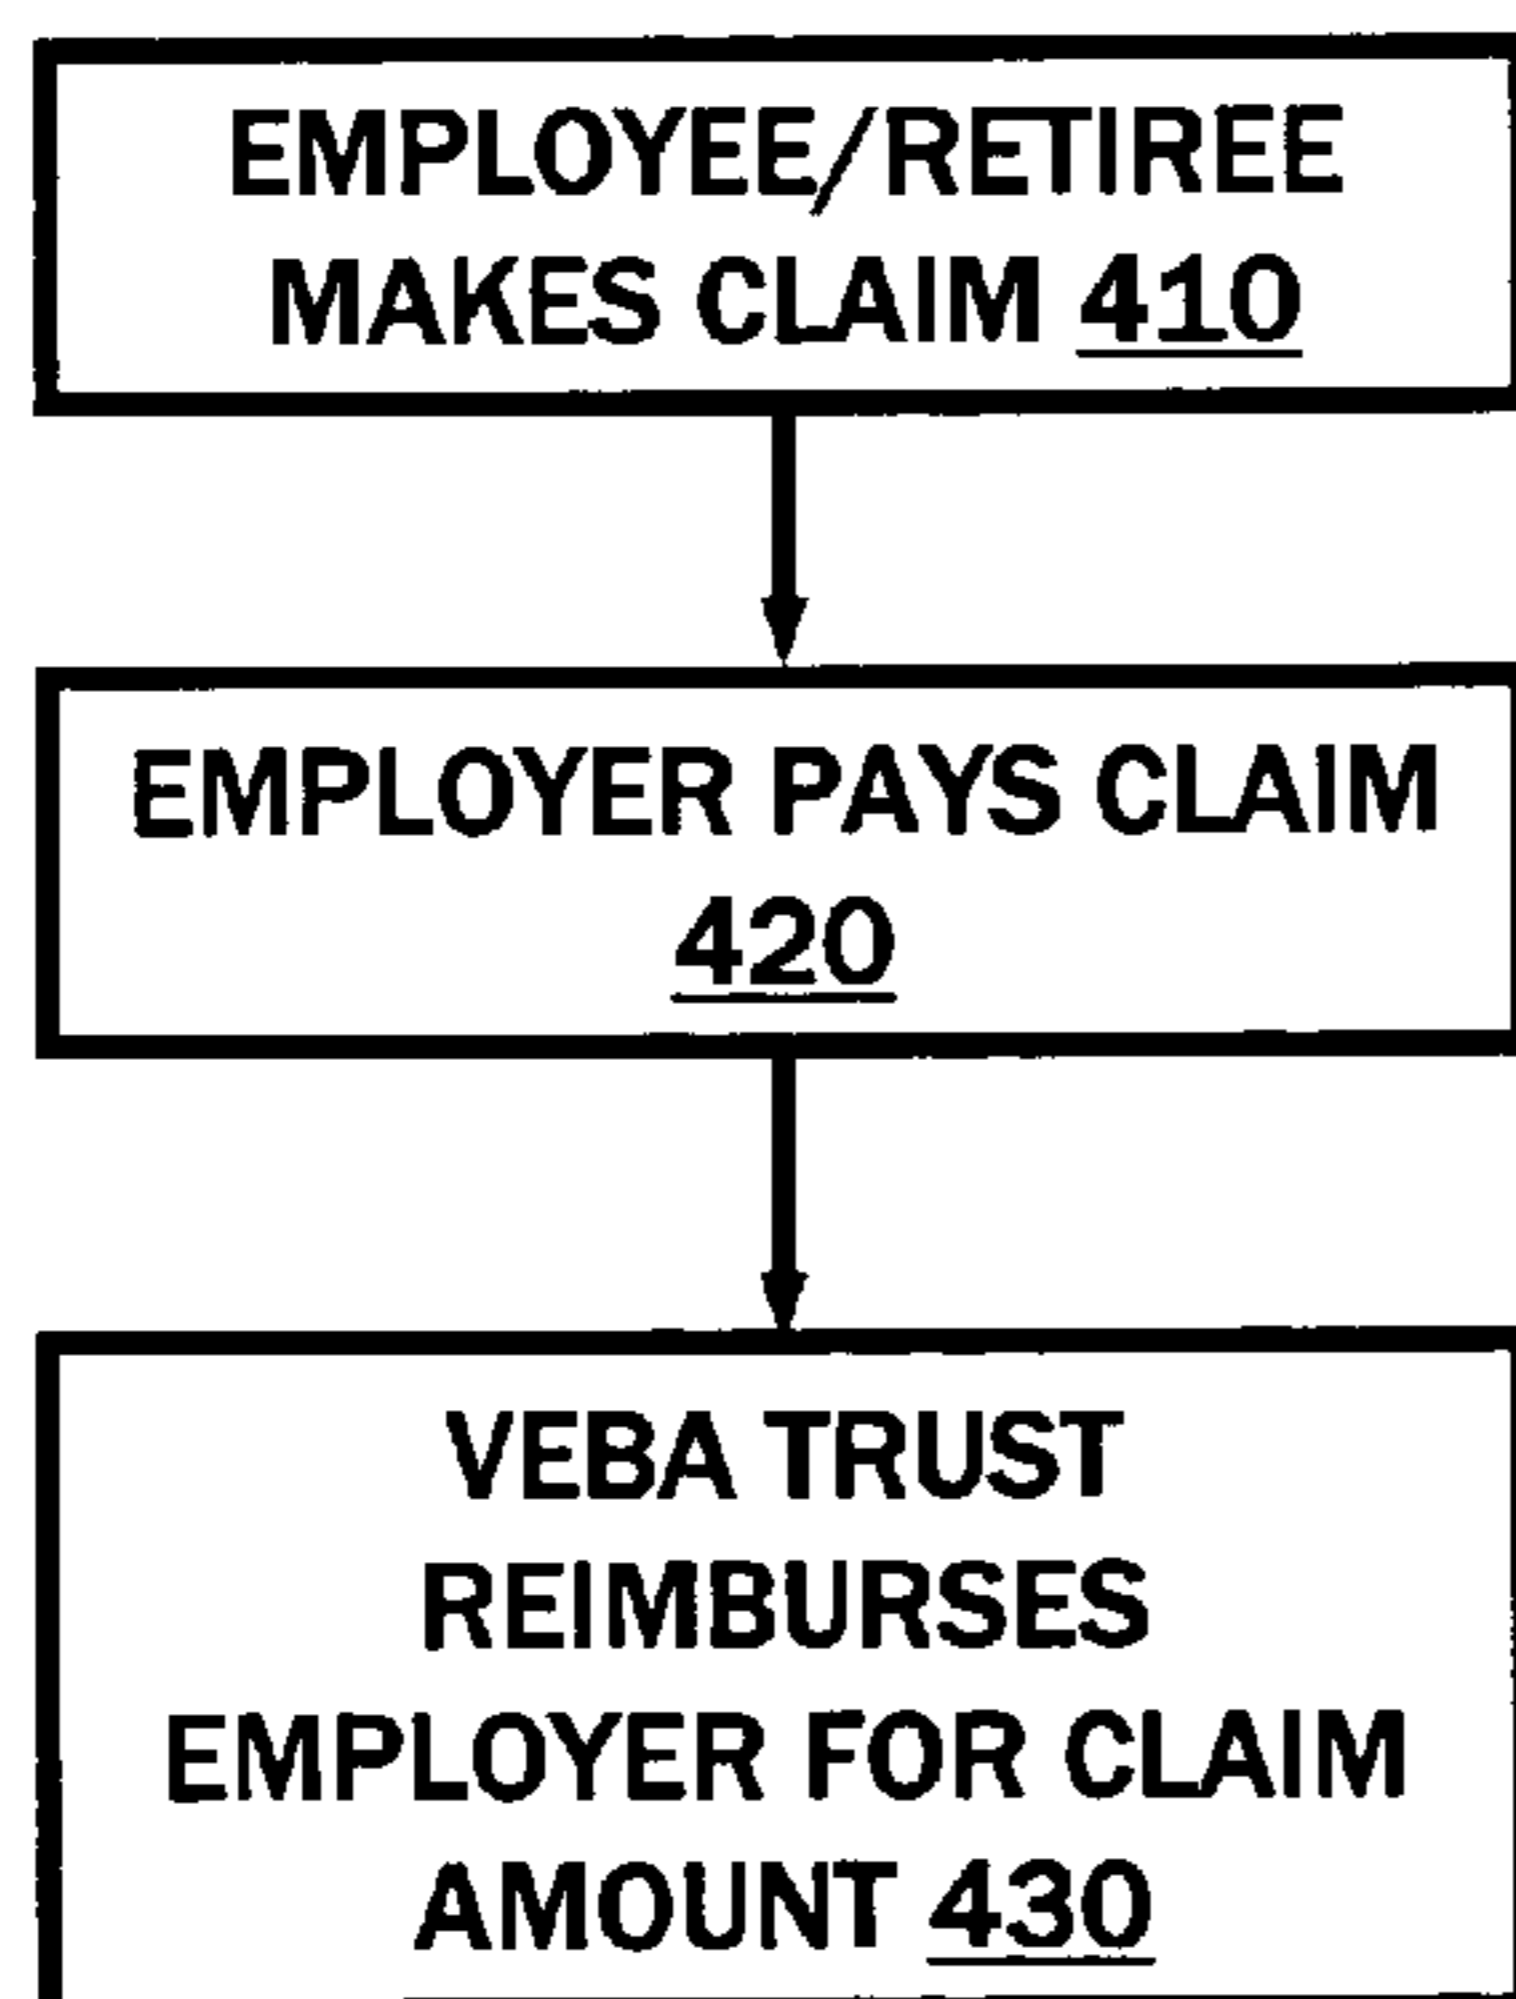 EMPLOYEE/RETIREE
MAKES CLAIM 410
EMPLOYER PAYS CLAIM
420
VEBA TRUST
REIMBURSES
EMPLOYER FOR CLAIM
AMOUNT 430